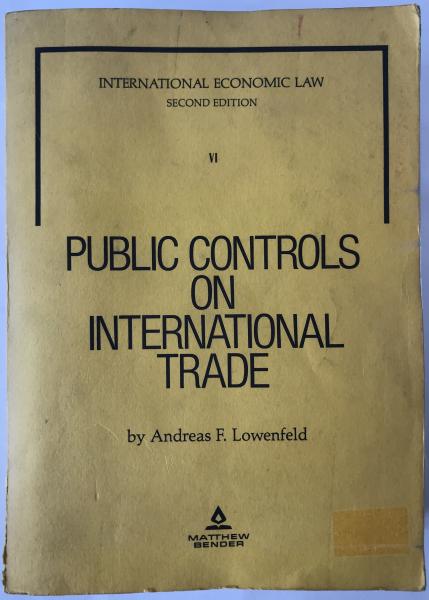 INTERNATIONAL ECONOMIC LAW
SECOND EDITION
VI
PUBLIC CONTROLS
ON
INTERNATIONAL
TRADE
by Andreas F. Lowenfeld
MATTHEW
BENDER